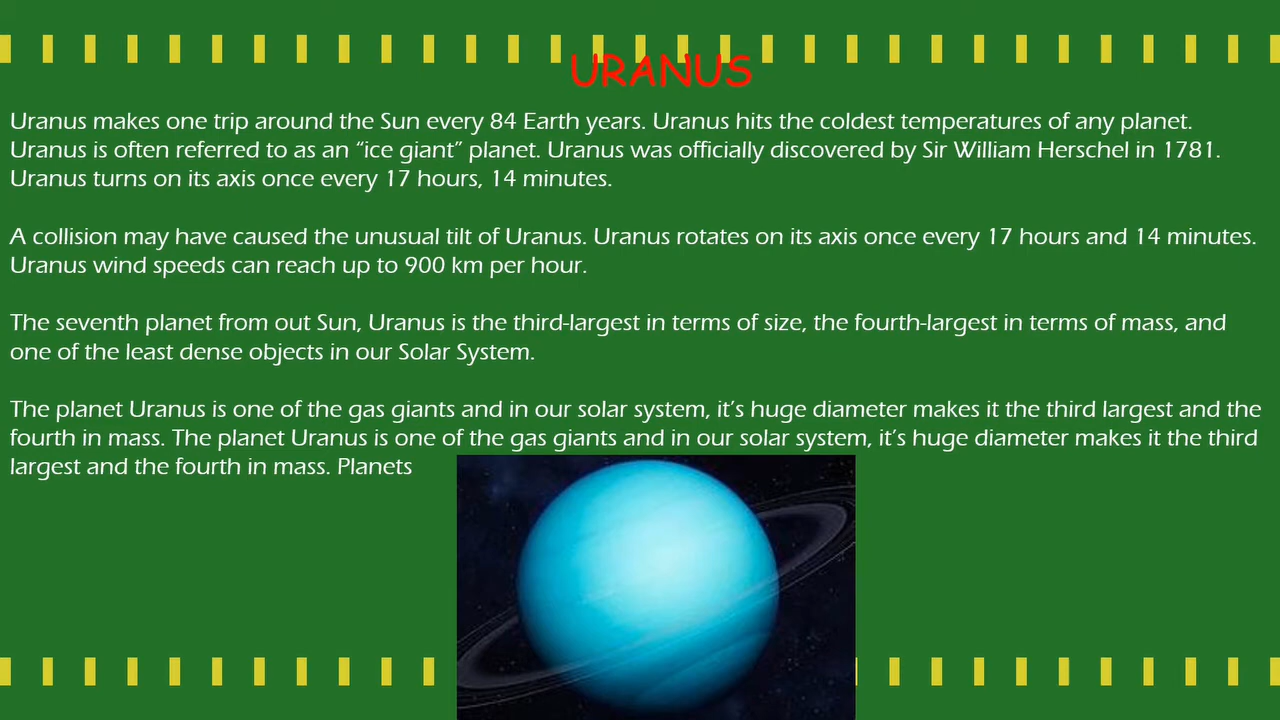 URANUS
Uranus makes one trip around the Sun every 84 Earth years. Uranus hits the coldest temperatures of any planet.
Uranus is often referred to as an “ice giant” planet. Uranus was officially discovered by Sir William Herschel in 1781.
Uranus turns on its axis once every 17 hours, 14 minutes.
A collision may have caused the unusual tilt of Uranus. Uranus rotates on its axis once every 17 hours and 14 minutes.
Uranus wind speeds can reach up to 900 km per hour.
The seventh planet from out Sun, Uranus is the third-largest in terms of size, the fourth-largest in terms of mass, and
one of the least dense objects in our Solar System.
The planet Uranus is one of the gas giants and in our solar system, it’s huge diameter makes it the third largest and the
fourth in mass. The planet Uranus is one of the gas giants and in our solar system, it’s huge diameter makes it the third
largest and the fourth in mass. Planets